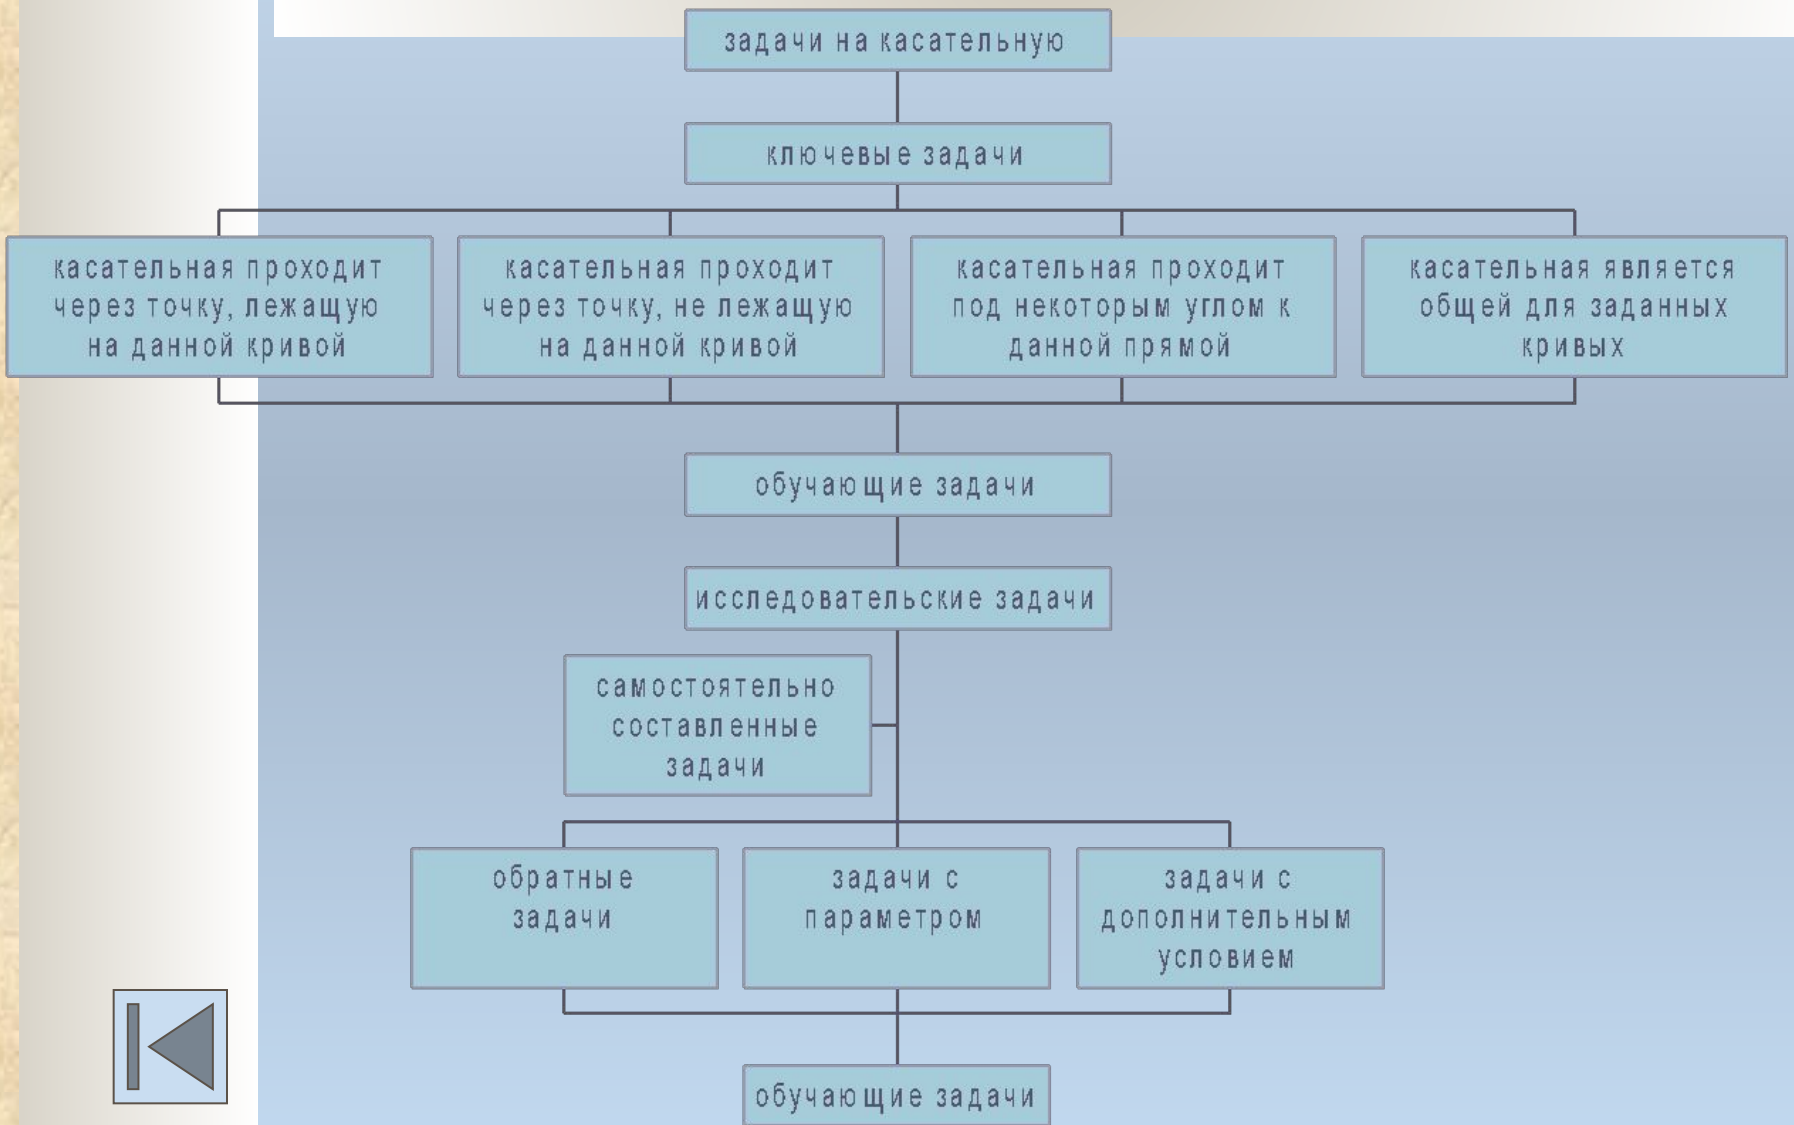 задачи на касательную
ключевые задачи
касательная проходит
через точку, лежащую
на данной кривой
касательная проходит
через точку, не лежащую
на данной кривой
касательная проходит
под некоторым углом к
данной прямой
касательная является
общей для заданных
кривых
обучающие задачи
исследовательские задачи
самостоятельно
составленные
задачи
обратные
задачи
задачи с
параметром
задачи с
дополнительным
условием
обучающие задачи